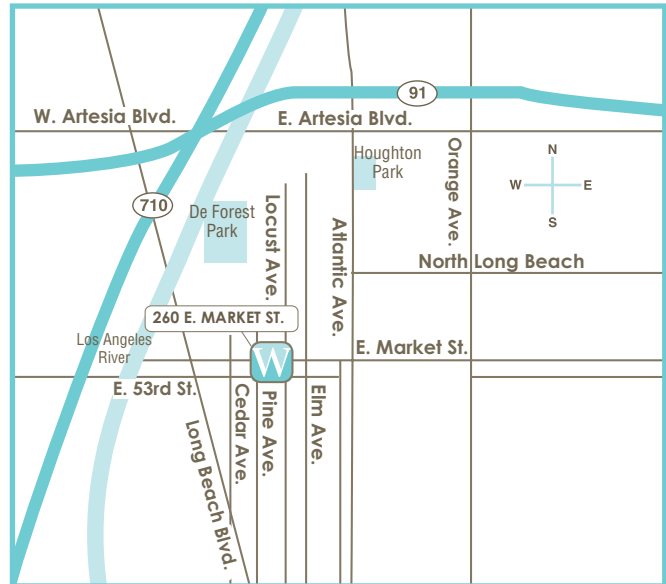 91
W. Artesia Blvd.
E. Artesia Blvd.
Houghton
Park
Orange Ave.
N
W
E
S
710
De Forest
Park
Locust Ave.
Atlantic Ave.
North Long Beach
260 E. MARKET ST.
Los Angeles
River
W
E. Market St.
E. 53rd St.
Cedar Ave.
Pine Ave.
Elm Ave.
Long Beach Blvd.